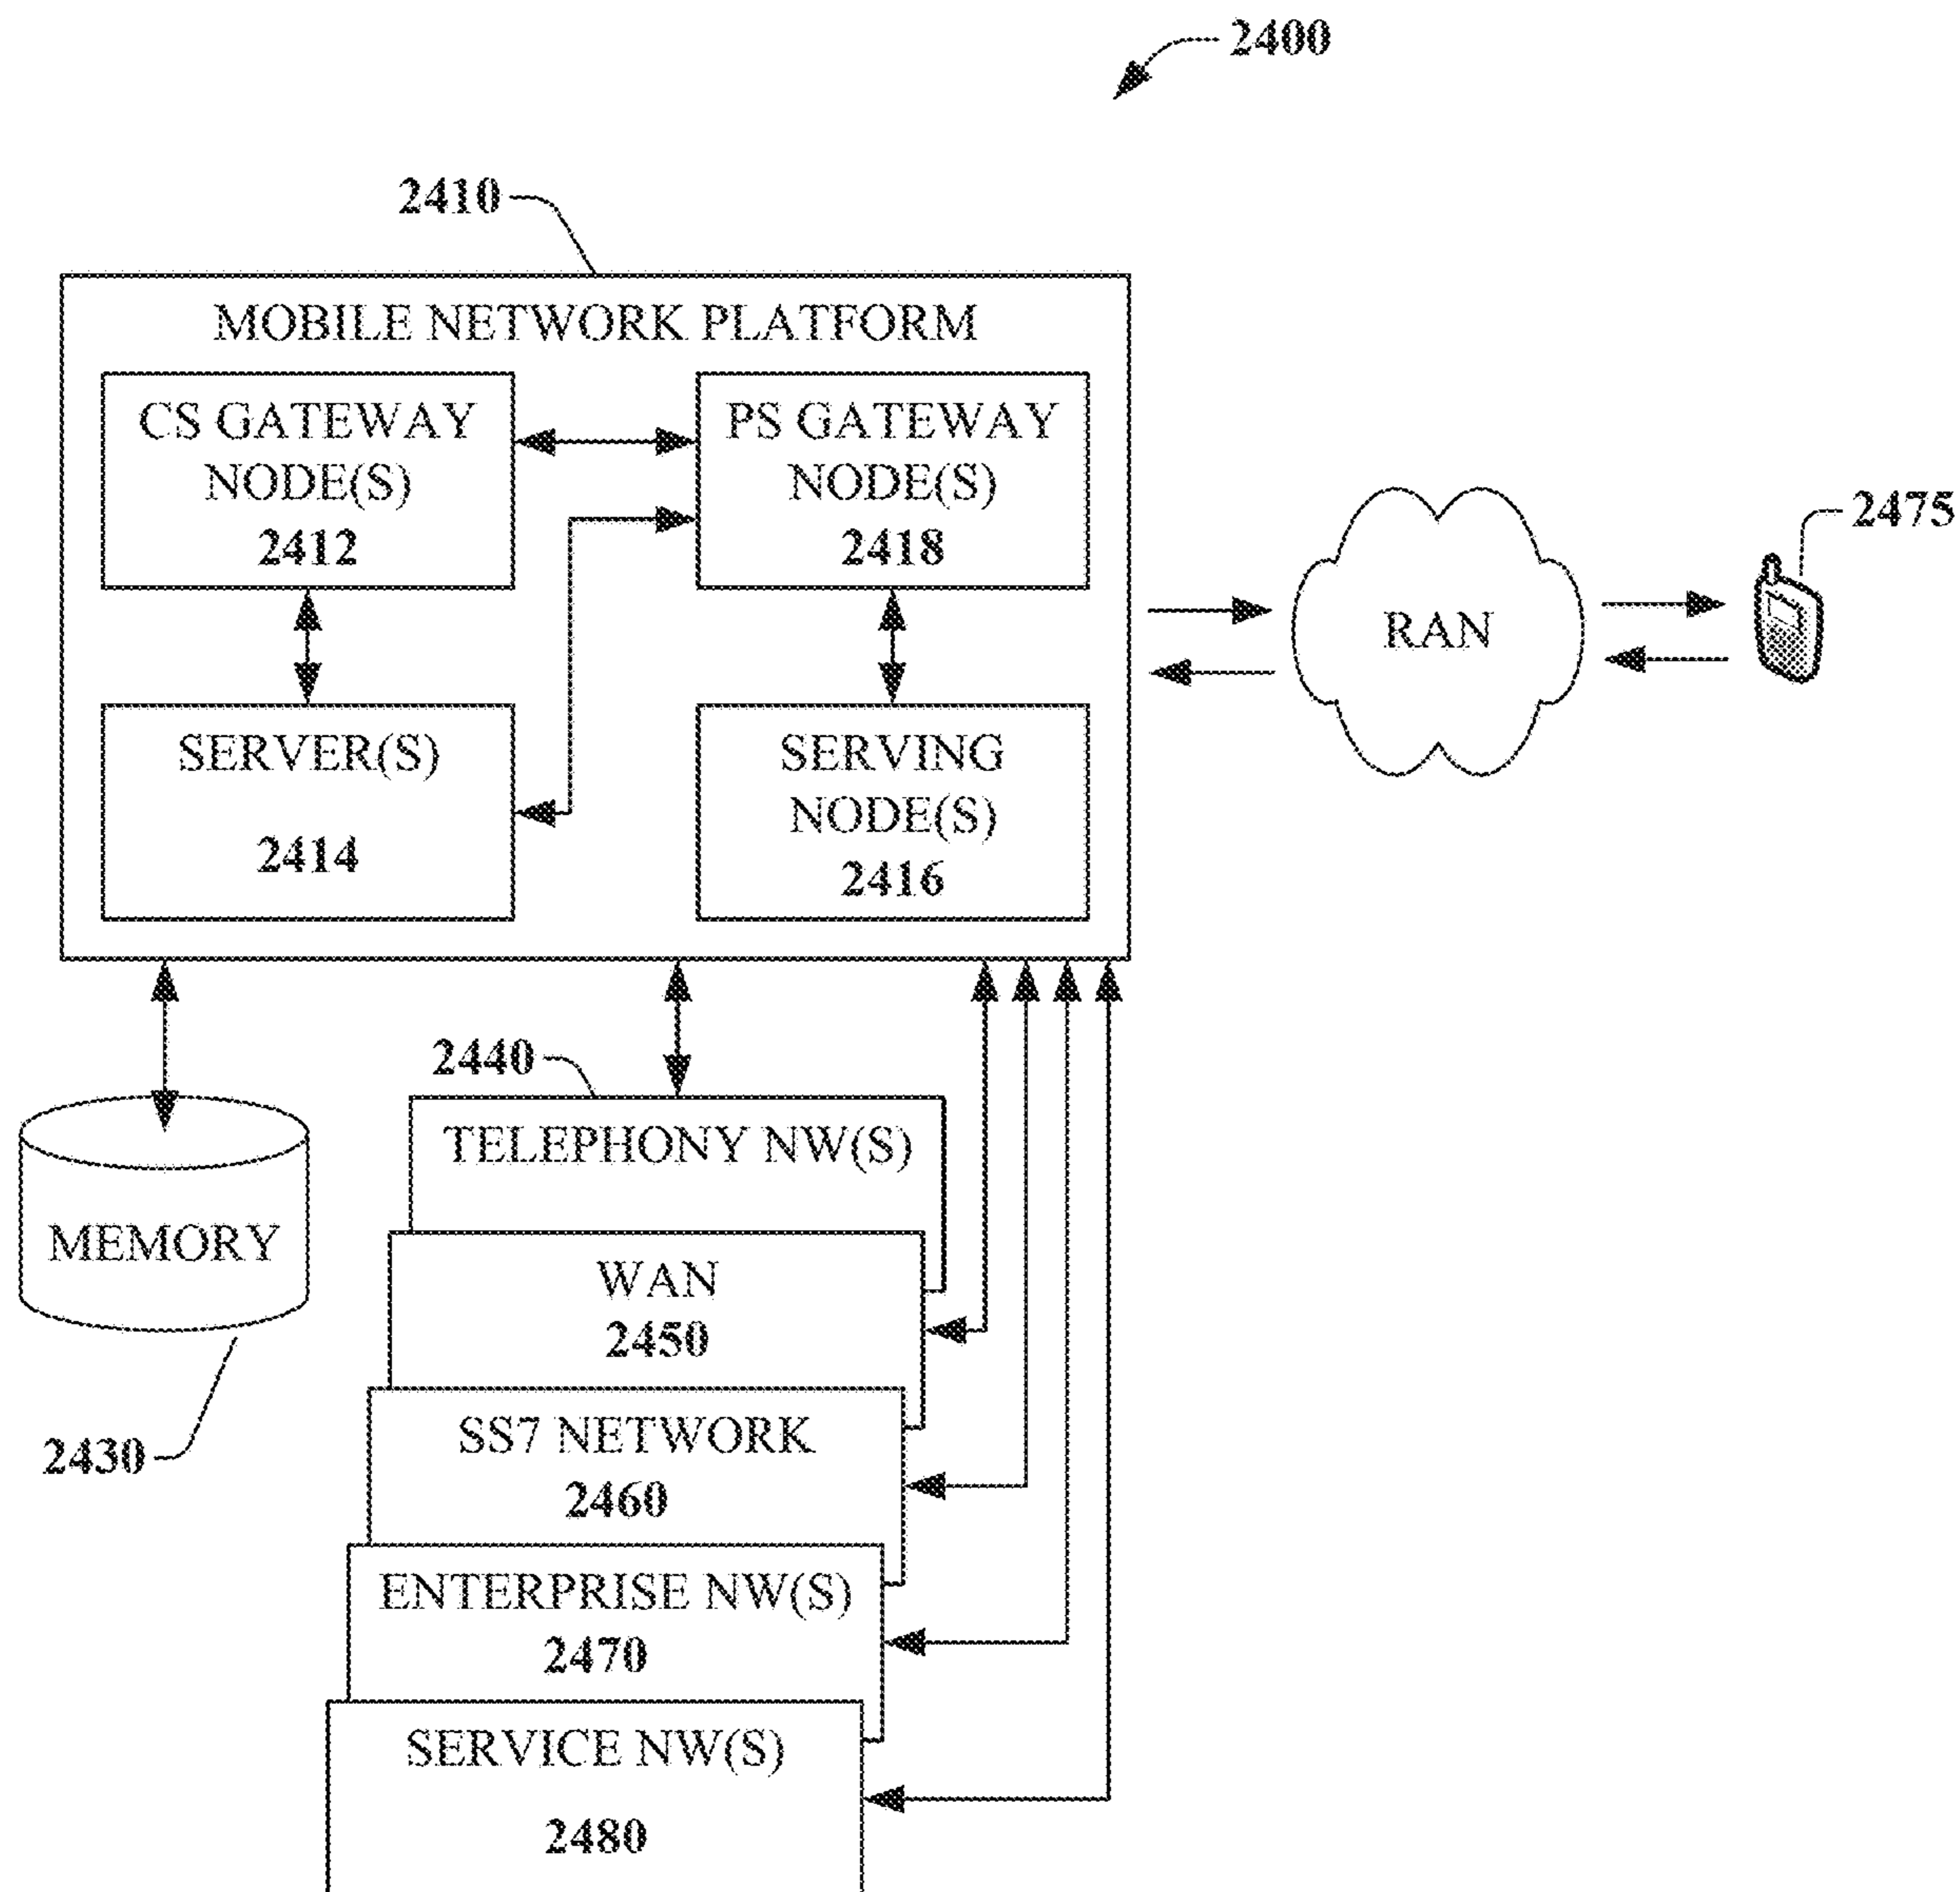 2400
2410
MOBILE NETWORK PLATFORM
CS GATEWAY
NODE(S)
2412
PS GATEWAY
NODE(S)
2418
SERVER(S)
2414
SERVING
NODE(S)
2416
RAN
2475
2440
TELEPHONY NW(S)
MEMORY
2430
WAN
2450
SS7 NETWORK
2460
ENTERPRISE NW(S)
2470
SERVICE NW(S)
2480